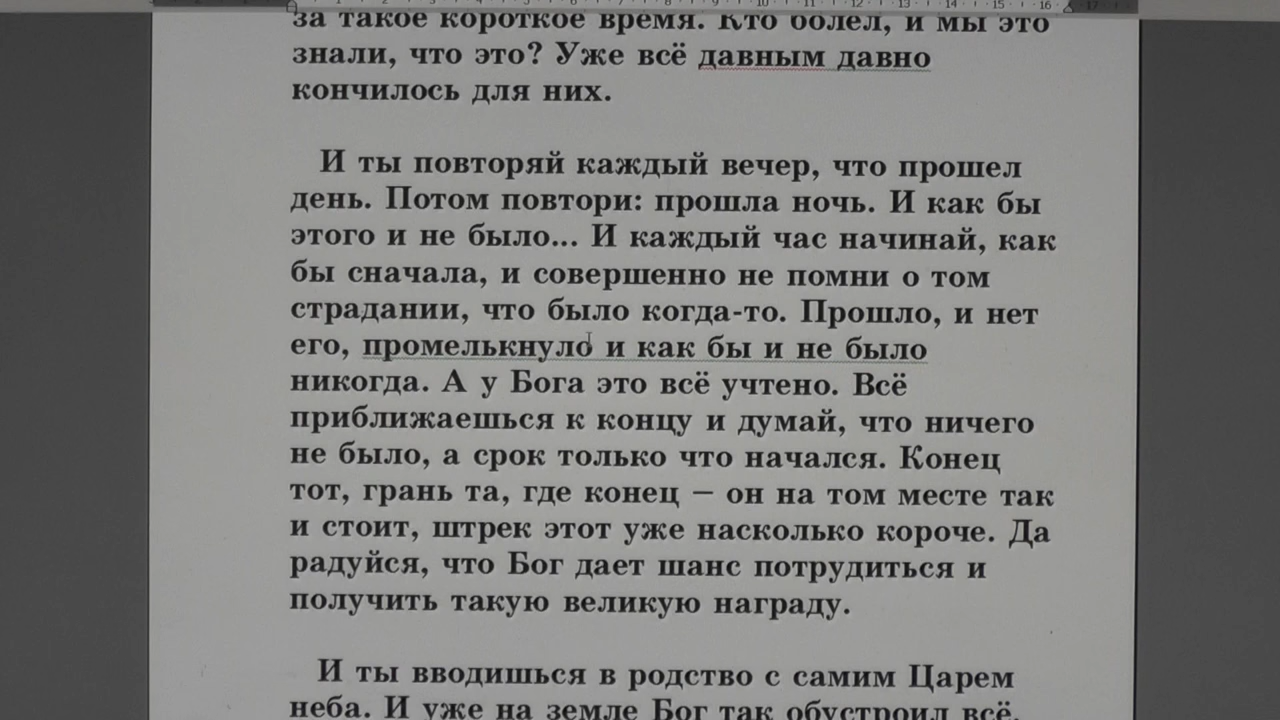 за такое короткое время. Кто болел, и мы это
знали, что это? Уже всё давным давно
кончилось для них.
И ты повторяй каждый вечер, что прошел
день. Потом повтори: прошла ночь. И как бы
этого и не было... И каждый час начинай, как
бы сначала, и совершенно не помни о том
страдании, что было когда-то. Прошло, и нет
его, промелькнуло и как бы и не было
никогда. А у Бога это всё учтено. Всё
приближаешься к концу и думай, что ничего
не было, а срок только что начался. Конец
тот, грань та, где конец – он на том месте так
и стоит, штрек этот уже насколько короче. Да
радуйся, что Бог дает шанс потрудиться и
получить такую великую награду.
И ты вводишься в родство с самим Царем
неба. И уже на земле Бог так обустроил всё,